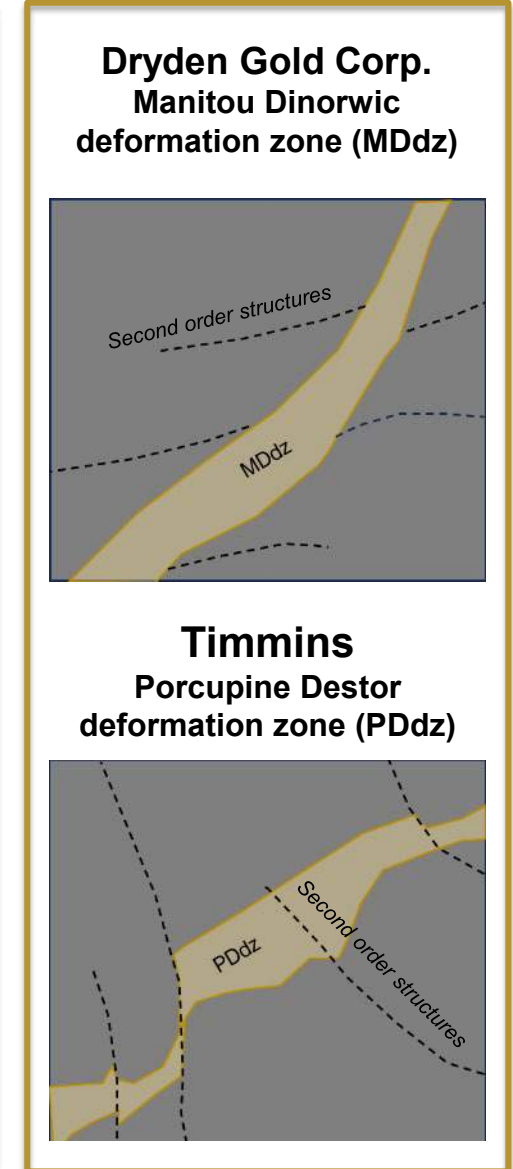 Dryden Gold Corp.
Manitou Dinorwic
deformation zone (MDdz)
Second order structures
MDdz
Timmins
Porcupine Destor
deformation zone (PDdz)
Second order structures
PDdz